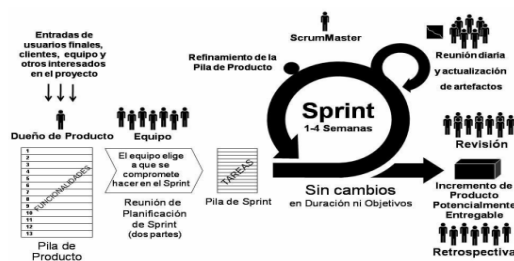 Entradas de
usuarios finales,
clientes, equipo y
otros interesados
en el proyecto
Dueño de Producto
1
2
3
4
5
6
7
8
9
10
11
12
13
FUNCIONALIDADES
Pila de
Producto
Equipo
El equipo elige
a que se
compromete
hacer en el Sprint
Reunión de
Planificación
de Sprint
(dos partes)
TAREAS
Pila de Sprint
ScrumMaster
Refinamiento de la
Pila de Producto
Sprint
1-4 Semanas
Sin cambios
en Duración ni Objetivos
Reunión diaria
y actualización
de artefactos
Revisión
Incremento de
Producto
Potencialmente
Entregable
Retrospectiva